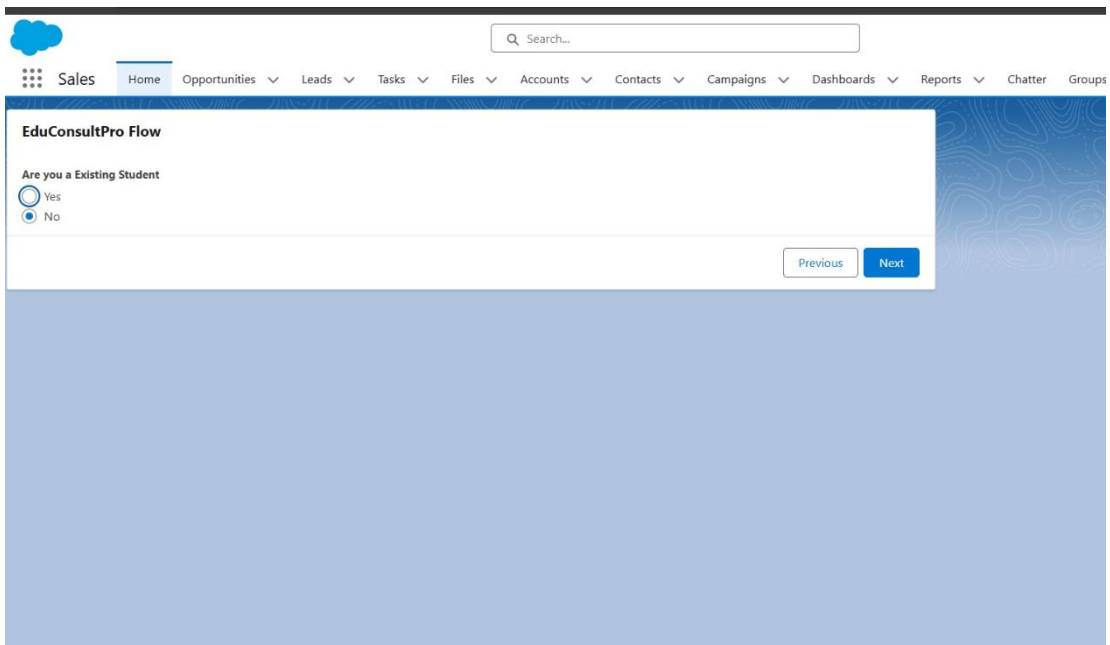 Search...
Sales Home Opportunities Leads Tasks Files Accounts Contacts Campaigns Dashboards Reports Chatter Groups
EduConsultPro Flow
Are you a Existing Student
Yes
No
Previous Next